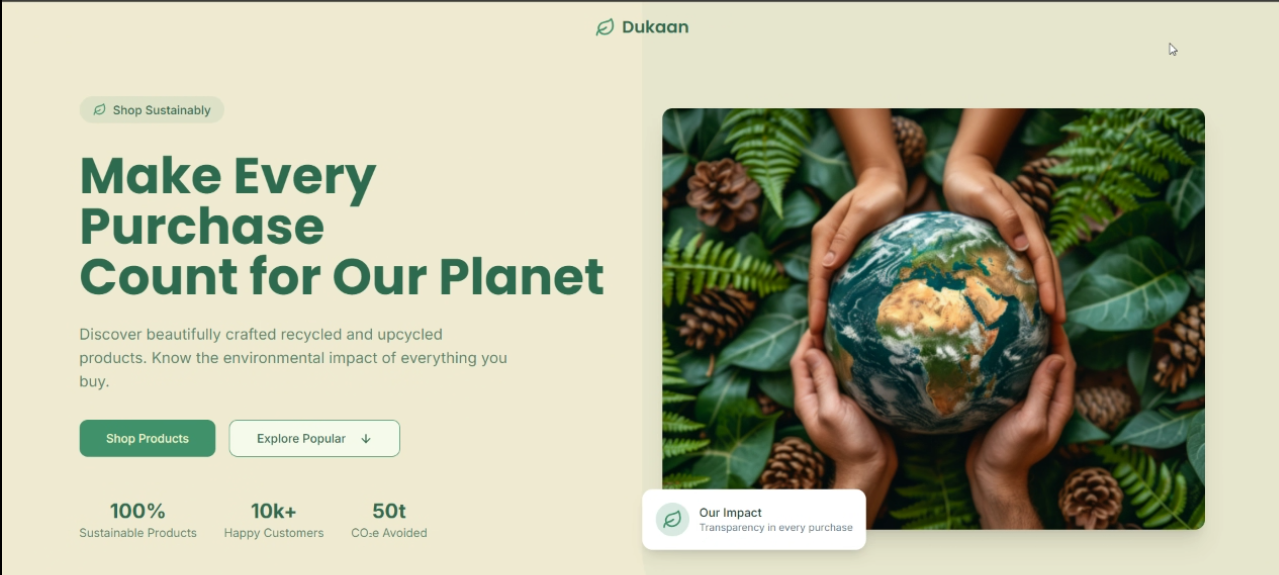 Dukaan
Shop Sustainably
Make Every
Purchase
Count for Our Planet
Discover beautifully crafted recycled and upcycled
products. Know the environmental impact of everything you
buy.
Shop Products
Explore Popular ↓
100%
Sustainable Products
10k+
Happy Customers
50t
CO₂e Avoided
Our Impact
Transparency in every purchase